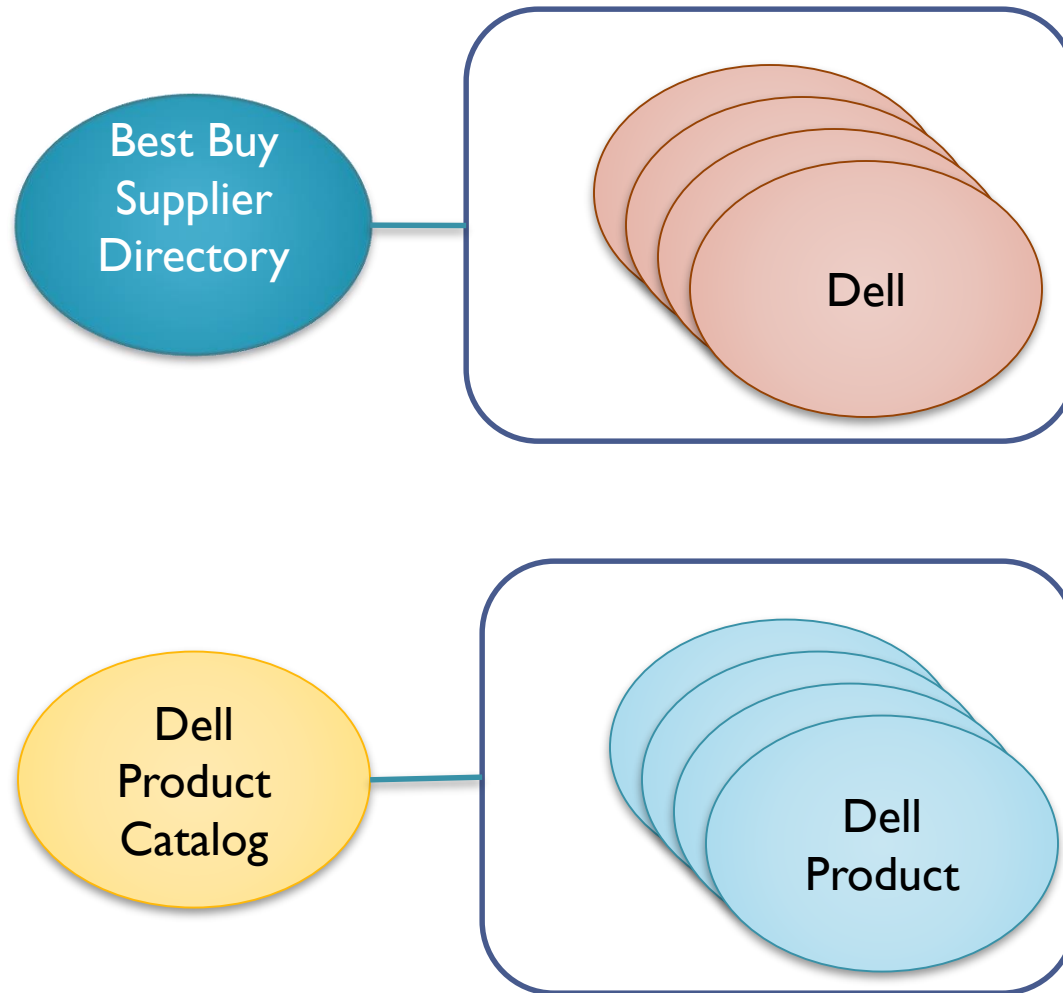 Best Buy
Supplier
Directory
Dell
Dell
Product
Catalog
Dell
Product